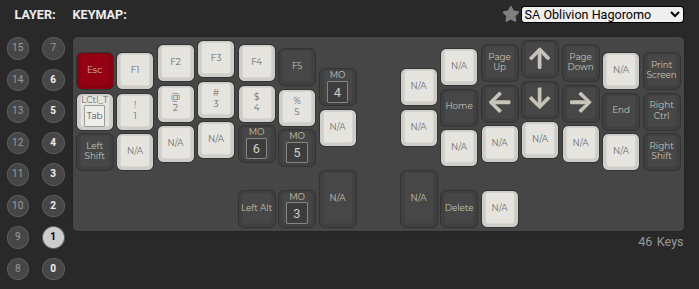 LAYER: KEYMAP: SA Oblivion Hagoromo
15 7
14 6
13 5
12 4
11 3
10 2
9 1
8 0
Esc F1 F2 F3 F4 F5 MO 4
LCtl_T Tab ! 1 @ 2 # 3 $ 4 % 5 N/A
Left Shift N/A N/A N/A MO 6 MO 5
Left Alt MO 3 N/A
N/A N/A Page Up ↑ Page Down N/A Print Screen
N/A Home ← ↓ → End Right Ctrl
N/A N/A N/A N/A N/A Right Shift
N/A Delete N/A
46 Keys